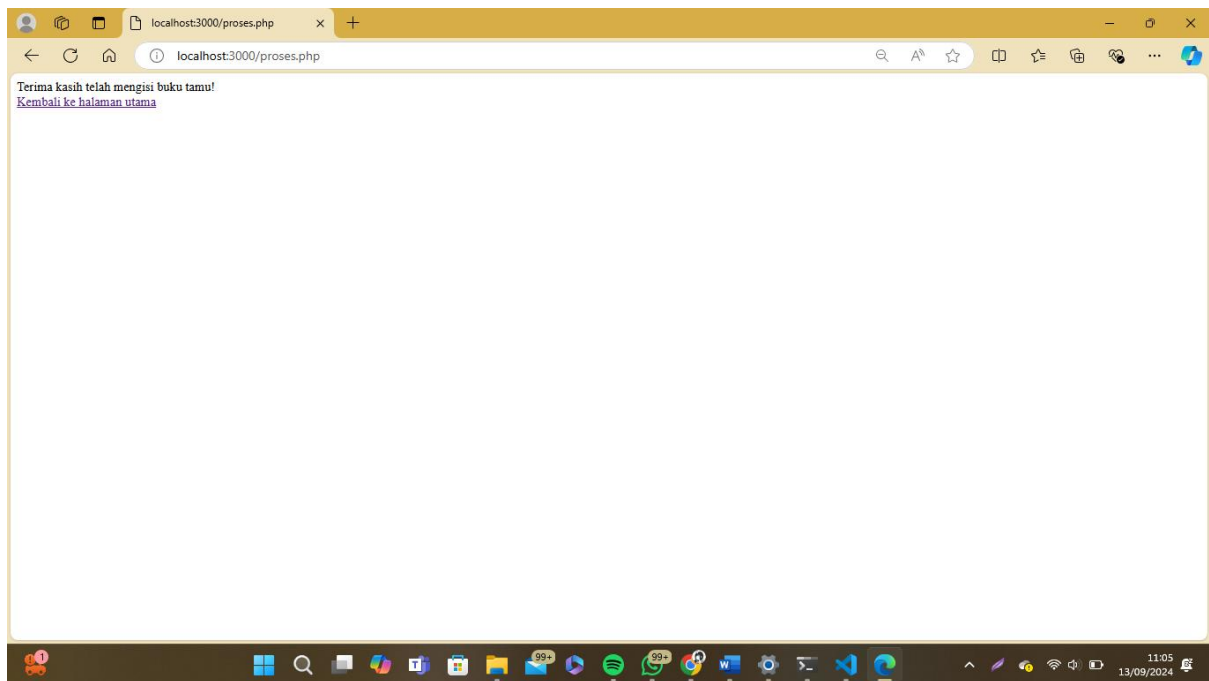 localhost:3000/proses.php
localhost:3000/proses.php
Terima kasih telah mengisi buku tamu!
Kembali ke halaman utama
1
99+
99+
11:05
13/09/2024